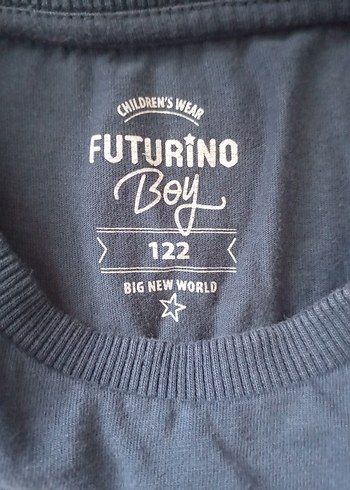 CHILDREN'S WEAR
FUTURINO
Boy
122
BIG NEW WORLD